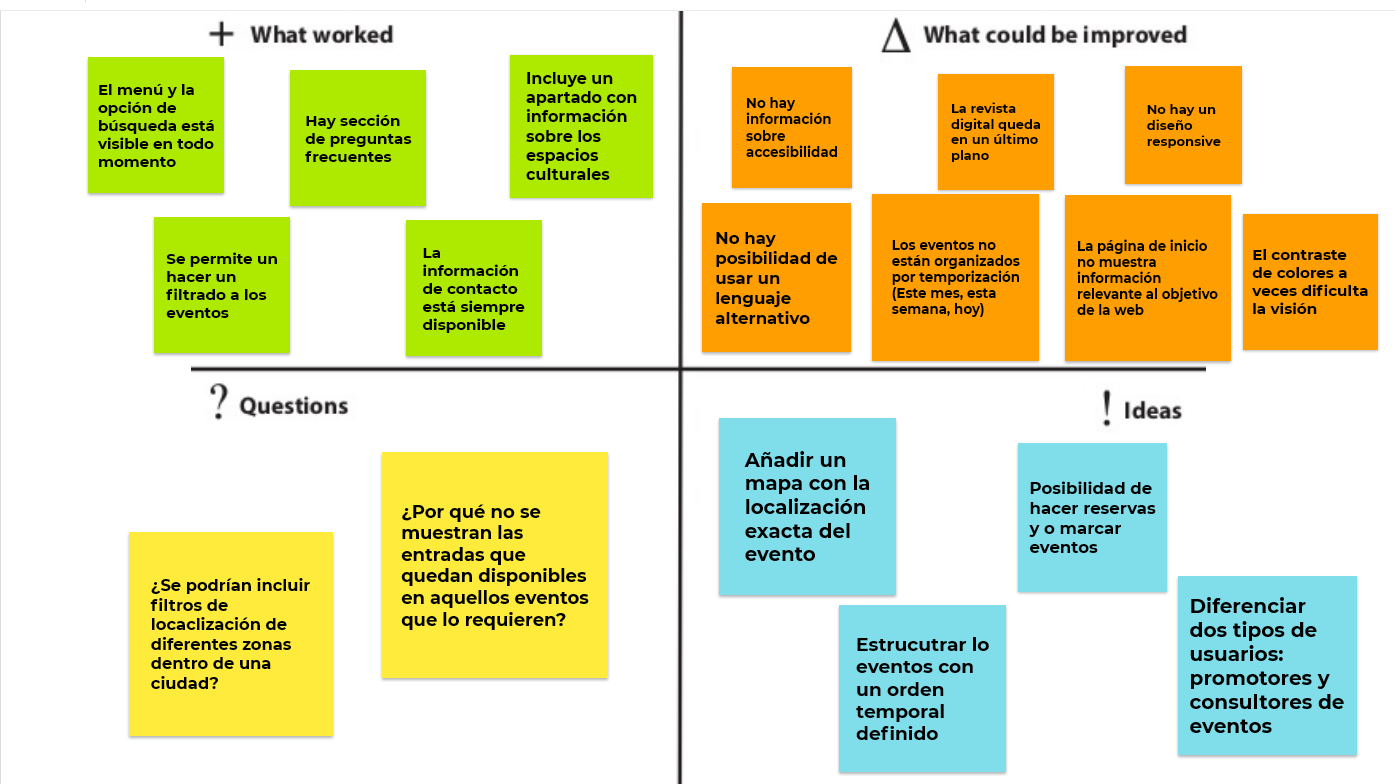 + What worked
El menú y la
opción de
búsqueda está
visible en todo
momento
Hay sección
de preguntas
frecuentes
Incluye un
apartado con
información
sobre los
espacios
culturales
Se permite un
hacer un
filtrado a los
eventos
La
información
de contacto
está siempre
disponible
Δ What could be improved
No hay
información
sobre
accesibilidad
La revista
digital queda
en un último
plano
No hay un
diseño
responsive
No hay
posibilidad de
usar un
lenguaje
alternativo
Los eventos no
están organizados
por temporización
(Este mes, esta
semana, hoy)
La página de inicio
no muestra
información
relevante al objetivo
de la web
El contraste
de colores a
veces dificulta
la visión
? Questions
¿Se podrían incluir
filtros de
locaclización de
diferentes zonas
dentro de una
ciudad?
¿Por qué no se
muestran las
entradas que
quedan disponibles
en aquellos eventos
que lo requieren?
! Ideas
Añadir un
mapa con la
localización
exacta del
evento
Posibilidad de
hacer reservas
y o marcar
eventos
Estrucutrar lo
eventos con
un orden
temporal
definido
Diferenciar
dos tipos de
usuarios:
promotores y
consultores de
eventos